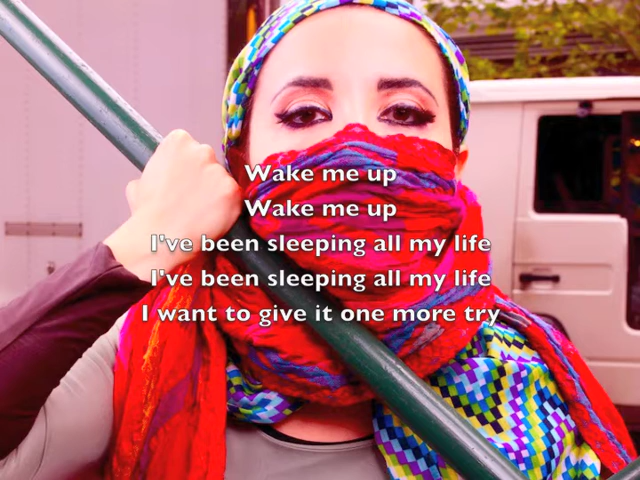 Wake me up
Wake me up
I've been sleeping all my life
I've been sleeping all my life
I want to give it one more try